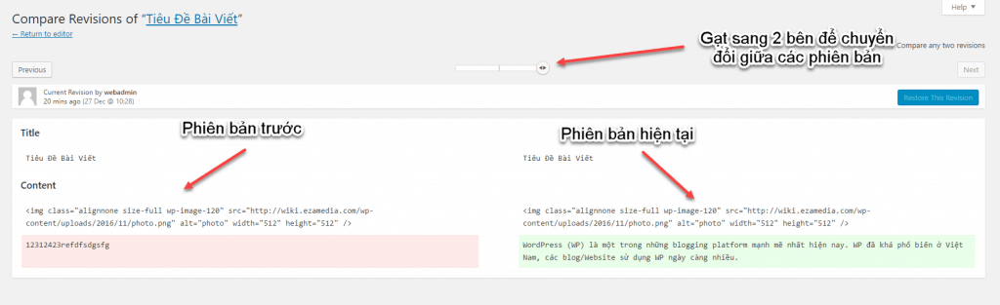 Help ▼
Compare Revisions of “Tiêu Đề Bài Viết”
← Return to editor
Gạt sang 2 bên để chuyển
đổi giữa các phiên bản
Compare any two revisions
Previous
Next
Current Revision by webadmin
20 mins ago (27 Dec @ 10:28)
Restore This Revision
Phiên bản trước
Phiên bản hiện tại
Title
Tiêu Đề Bài Viết
Tiêu Đề Bài Viết
Content
<img class="alignnone size-full wp-image-120" src="http://wiki.ezamedia.com/wp-
content/uploads/2016/11/photo.png" alt="photo" width="512" height="512" />
<img class="alignnone size-full wp-image-120" src="http://wiki.ezamedia.com/wp-
content/uploads/2016/11/photo.png" alt="photo" width="512" height="512" />
12312423refdfsdgsfg
WordPress (WP) là một trong những blogging platform mạnh mẽ nhất hiện nay. WP đã khá phổ biến ở Việt
Nam, các blog/Website sử dụng WP ngày càng nhiều.